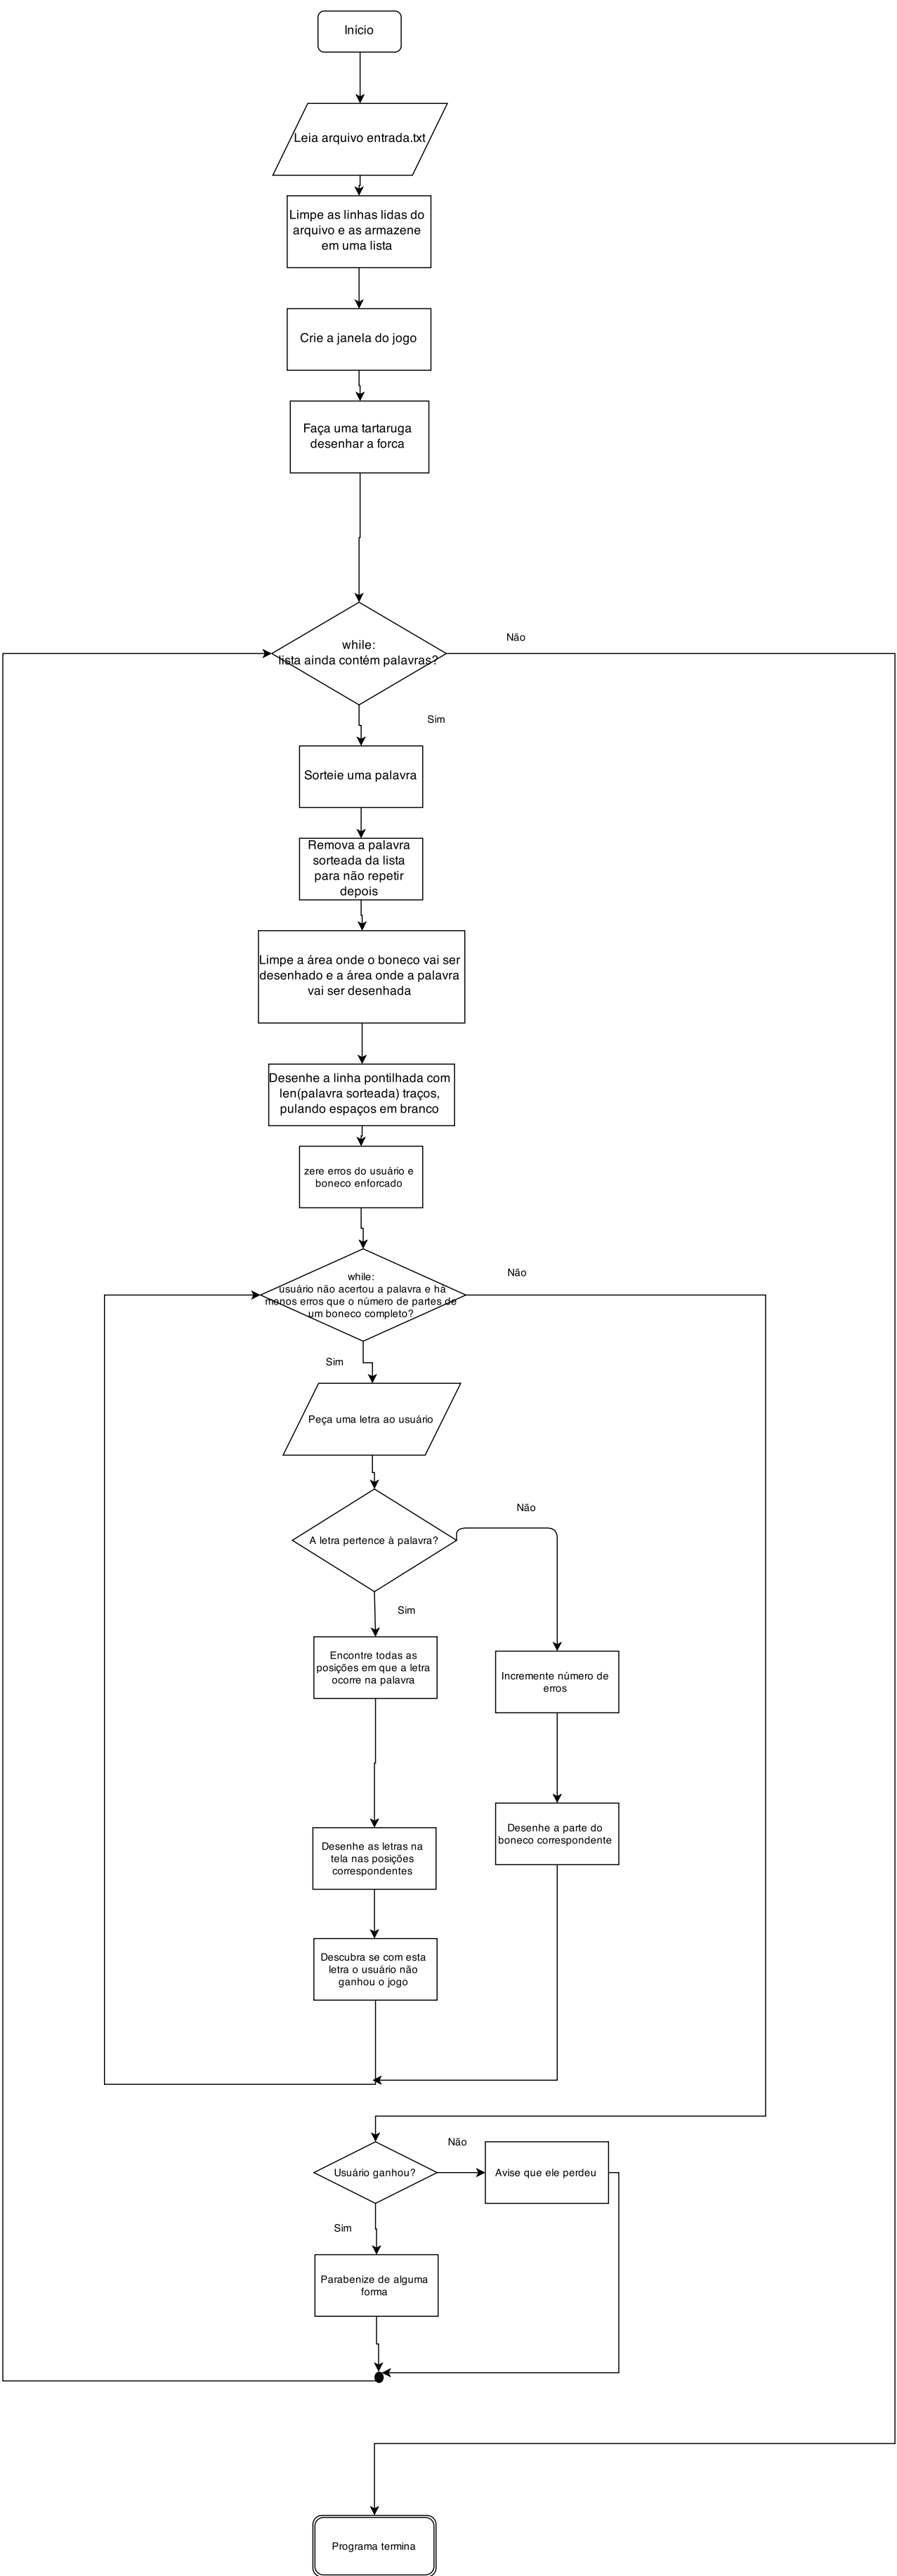 Início
Leia arquivo entrada.txt
Limpe as linhas lidas do
arquivo e as armazene
em uma lista
Crie a janela do jogo
Faça uma tartaruga
desenhar a forca
while:
lista ainda contém palavras?
Não
Sim
Sorteie uma palavra
Remova a palavra
sorteada da lista
para não repetir
depois
Limpe a área onde o boneco vai ser
desenhado e a área onde a palavra
vai ser desenhada
Desenhe a linha pontilhada com
len(palavra sorteada) traços,
pulando espaços em branco
zere erros do usuário e
boneco enforcado
while:
usuário não acertou a palavra e há
menos erros que o número de partes de
um boneco completo?
Não
Sim
Peça uma letra ao usuário
A letra pertence à palavra?
Não
Sim
Encontre todas as
posições em que a letra
ocorre na palavra
Incremente número de
erros
Desenhe a parte do
boneco correspondente
Desenhe as letras na
tela nas posições
correspondentes
Descubra se com esta
letra o usuário não
ganhou o jogo
Usuário ganhou?
Não
Avise que ele perdeu
Sim
Parabenize de alguma
forma
Programa termina